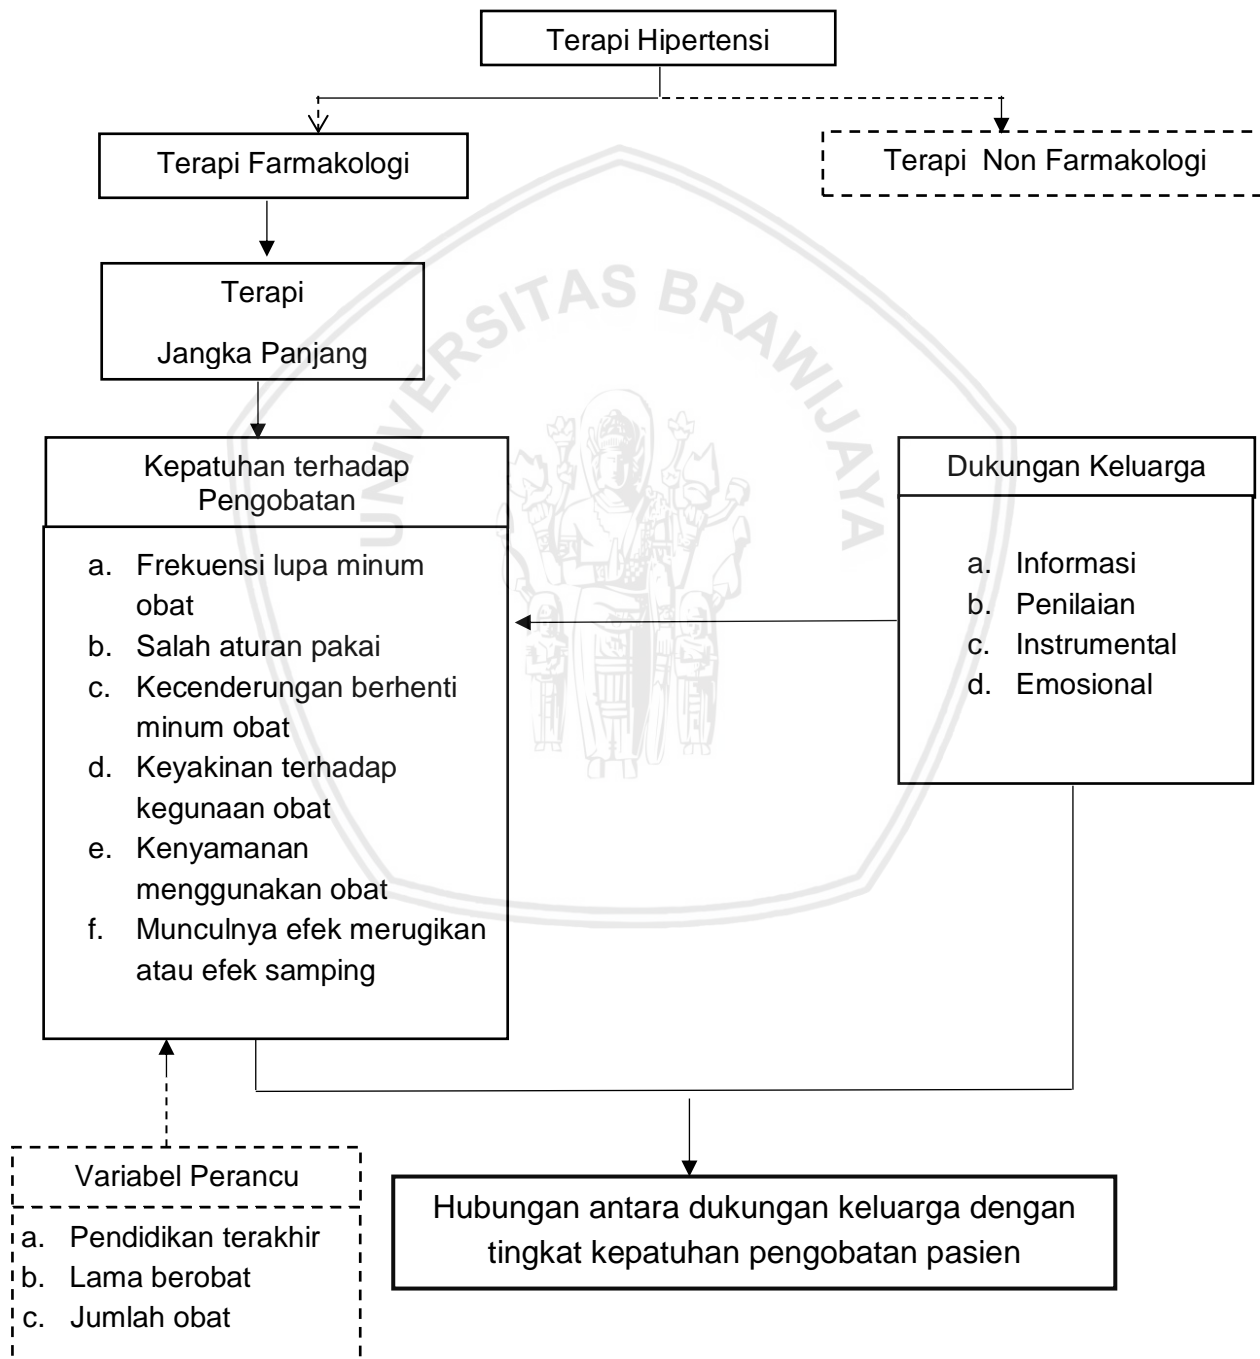 Terapi Hipertensi
Terapi Farmakologi
Terapi Non Farmakologi
Terapi
Jangka Panjang
UNIVERSITAS BRAWIJAYA
Kepatuhan terhadap
Pengobatan
a. Frekuensi lupa minum
obat
b. Salah aturan pakai
c. Kecenderungan berhenti
minum obat
d. Keyakinan terhadap
kegunaan obat
e. Kenyamanan
menggunakan obat
f. Munculnya efek merugikan
atau efek samping
Dukungan Keluarga
a. Informasi
b. Penilaian
c. Instrumental
d. Emosional
Variabel Perancu
a. Pendidikan terakhir
b. Lama berobat
c. Jumlah obat
Hubungan antara dukungan keluarga dengan
tingkat kepatuhan pengobatan pasien